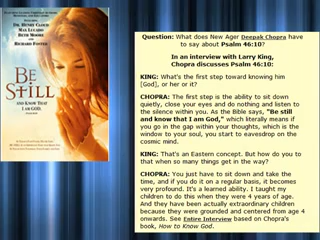 FEATURING LEADING CHRISTIAN AUTHORS,
DR. HENRY CLOUD
MAX LUCADO
BETH MOORE
AND
RICHARD FOSTER
BE
STILL
AND KNOW THAT
I AM GOD.
Question: What does New Ager Deepak Chopra have
to say about Psalm 46:10?
In an interview with Larry King,
Chopra discusses Psalm 46:10:
KING: What's the first step toward knowing him
[God], or her or it?
CHOPRA: The first step is the ability to sit down
quietly, close your eyes and do nothing and listen to
the silence within you. As the Bible says, "Be still
and know that I am God," which literally means if
you go in the gap within your thoughts, which is the
window to your soul, you start to eavesdrop on the
cosmic mind.
KING: That's an Eastern concept. But how do you to
that when so many things get in the way?
CHOPRA: You just have to sit down and take the
time, and if you do it on a regular basis, it becomes
very profound. It's a learned ability. I taught my
children to do this when they were 4 years of age.
And they have been actually extraordinary children
because they were grounded and centered from age 4
onwards. See Entire Interview based on Chopra's
book, How to Know God.